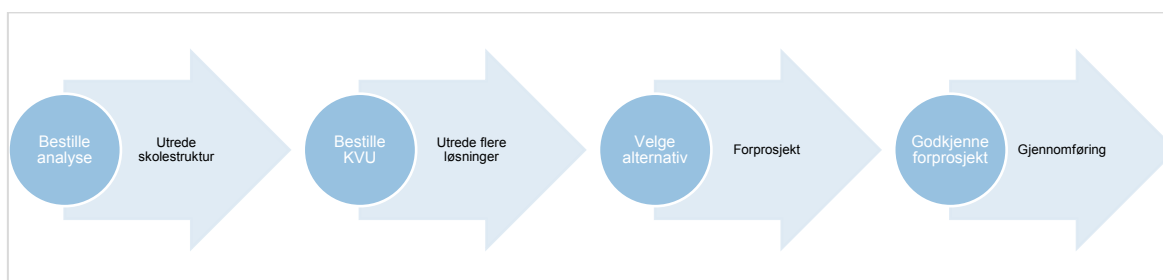 Bestille
analyse
Utrede
skolestruktur
Bestille
KVU
Utrede flere
løsninger
Velge
alternativ
Forprosjekt
Godkjenne
forprosjekt
Gjennomføring